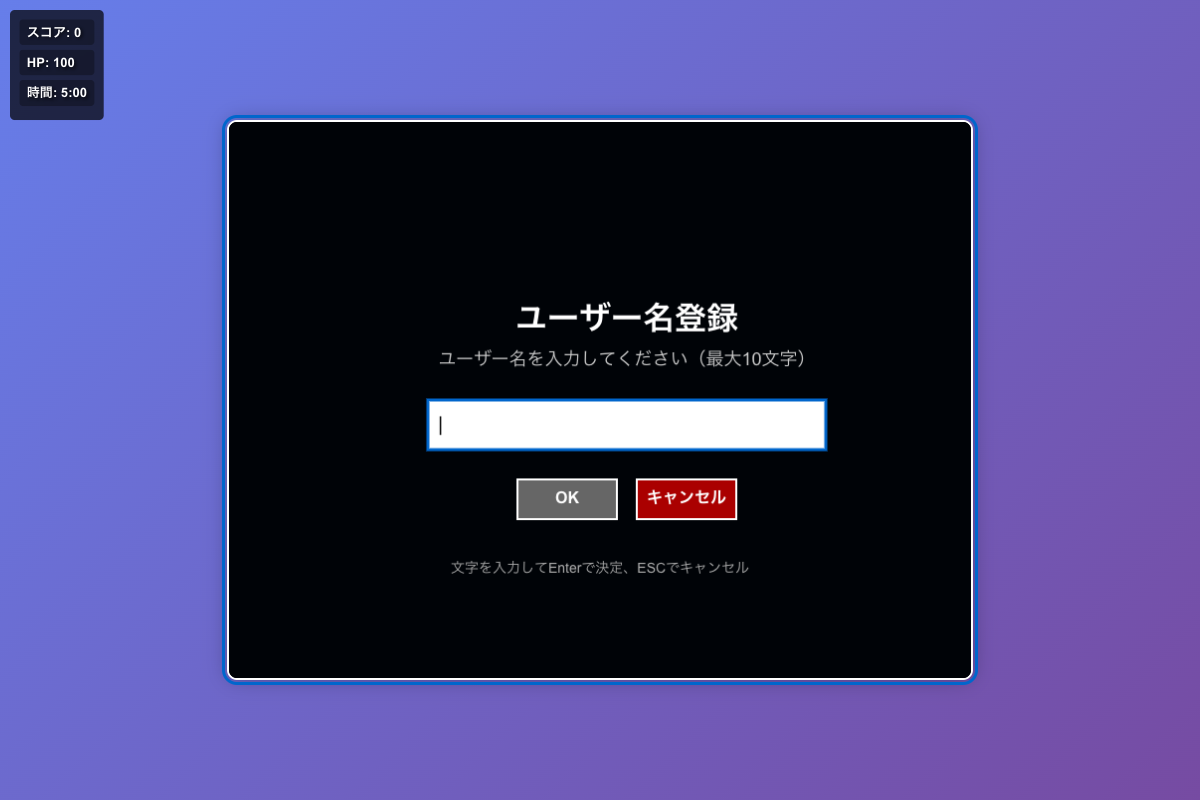 スコア: 0
HP: 100
時間: 5:00
ユーザー名登録
ユーザー名を入力してください（最大10文字）
OK
キャンセル
文字を入力してEnterで決定、ESCでキャンセル